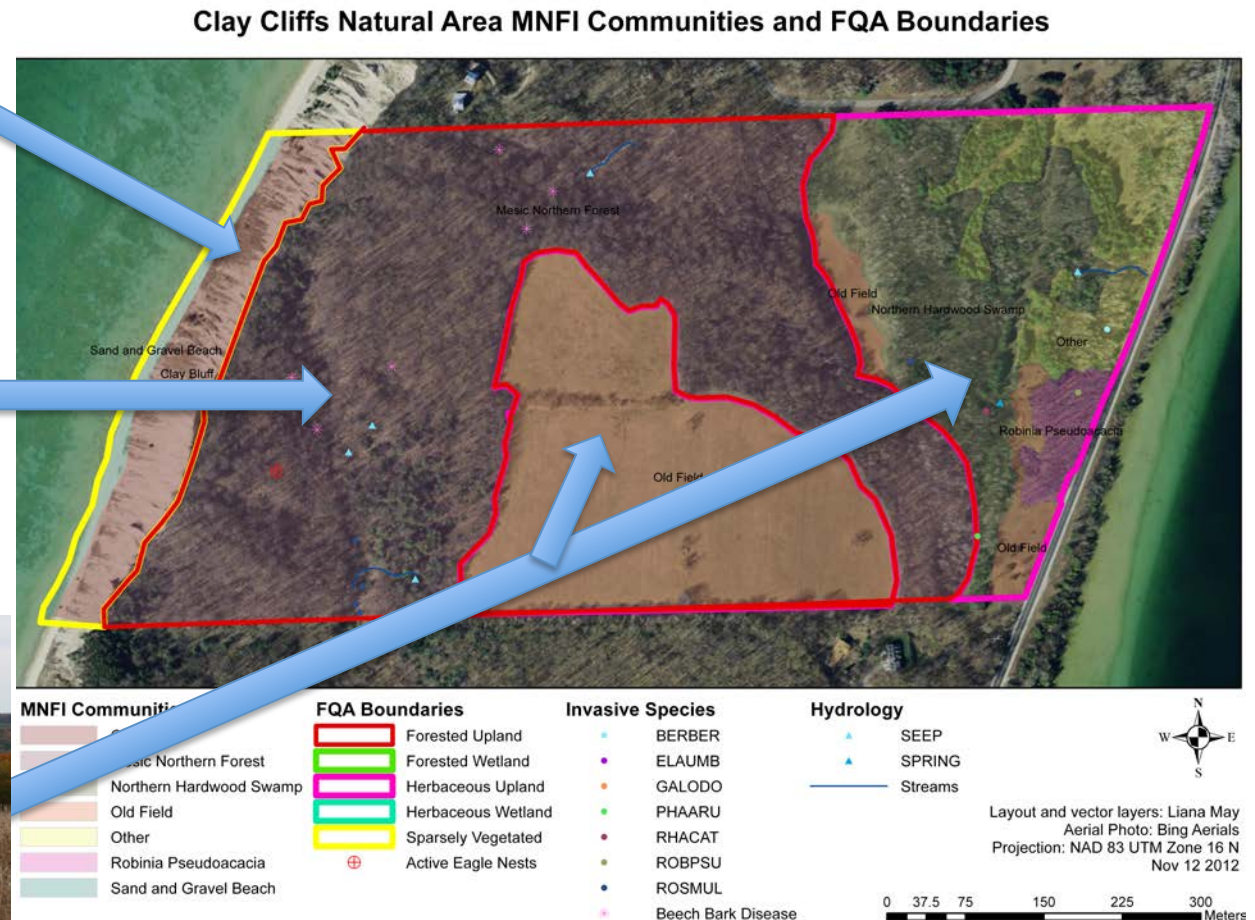 Clay Cliffs Natural Area MNFI Communities and FQA Boundaries
Mesic Northern Forest
Old Field
Northern Hardwood Swamp
Sand and Gravel Beach
Other
Clay Bluff
Robinia Pseudoacacia
Old Field
Old Field
MNFI Communiti
Northern Forest
Northern Hardwood Swamp
Old Field
Other
Robinia Pseudoacacia
Sand and Gravel Beach
FQA Boundaries
Forested Upland
Forested Wetland
Herbaceous Upland
Herbaceous Wetland
Sparsely Vegetated
Active Eagle Nests
Invasive Species
BERBER
ELAUMB
GALODO
PHAARU
RHACAT
ROBPSU
ROSMUL
Beech Bark Disease
Hydrology
SEEP
SPRING
Streams
N
W E
S
Layout and vector layers: Liana May
Aerial Photo: Bing Aerials
Projection: NAD 83 UTM Zone 16 N
Nov 12 2012
0 37.5 75 150 225 300
Meters